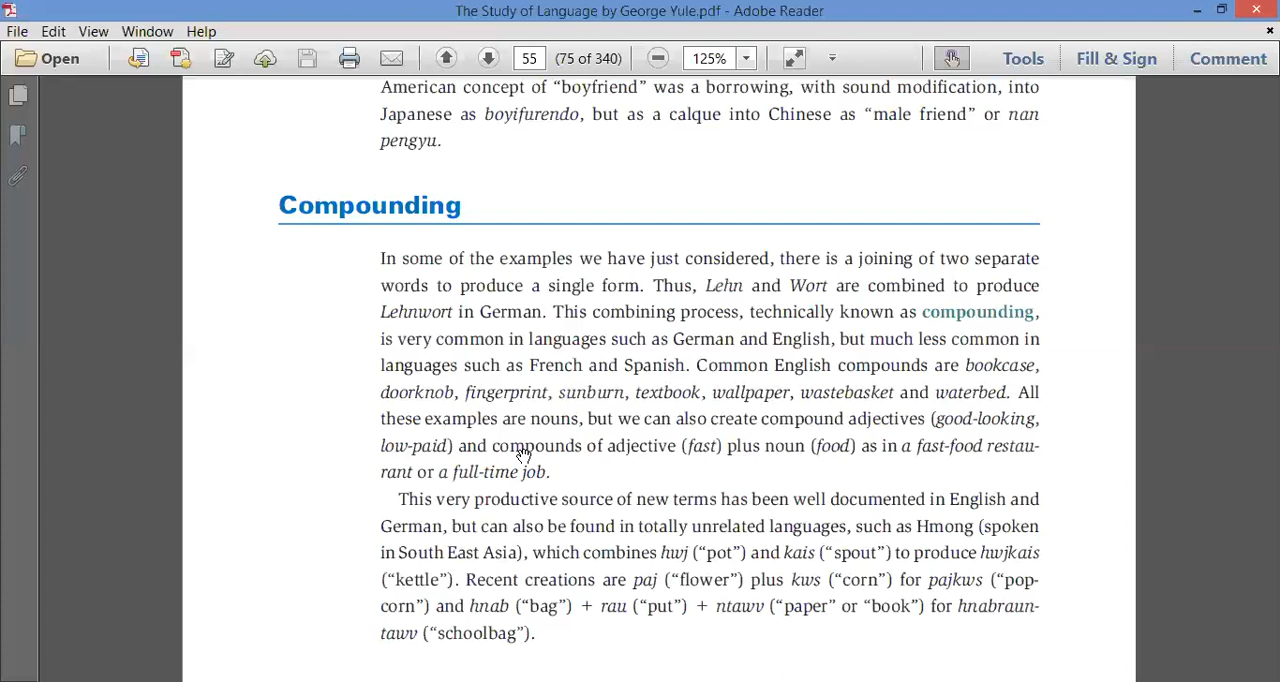 The Study of Language by George Yule.pdf - Adobe Reader
File Edit View Window Help
Open 55 (75 of 340) 125% Tools Fill & Sign Comment
American concept of “boyfriend” was a borrowing, with sound modification, into
Japanese as boyifurendo, but as a calque into Chinese as “male friend” or nan
pengyu.
Compounding
In some of the examples we have just considered, there is a joining of two separate
words to produce a single form. Thus, Lehn and Wort are combined to produce
Lehnwort in German. This combining process, technically known as compounding,
is very common in languages such as German and English, but much less common in
languages such as French and Spanish. Common English compounds are bookcase,
doorknob, fingerprint, sunburn, textbook, wallpaper, wastebasket and waterbed. All
these examples are nouns, but we can also create compound adjectives (good-looking,
low-paid) and compounds of adjective (fast) plus noun (food) as in a fast-food restau-
rant or a full-time job.
This very productive source of new terms has been well documented in English and
German, but can also be found in totally unrelated languages, such as Hmong (spoken
in South East Asia), which combines hwj (“pot”) and kais (“spout”) to produce hwjkais
(“kettle”). Recent creations are paj (“flower”) plus kws (“corn”) for pajkws (“pop-
corn”) and hnab (“bag”) + rau (“put”) + ntawv (“paper” or “book”) for hnabraun-
tawv (“schoolbag”).